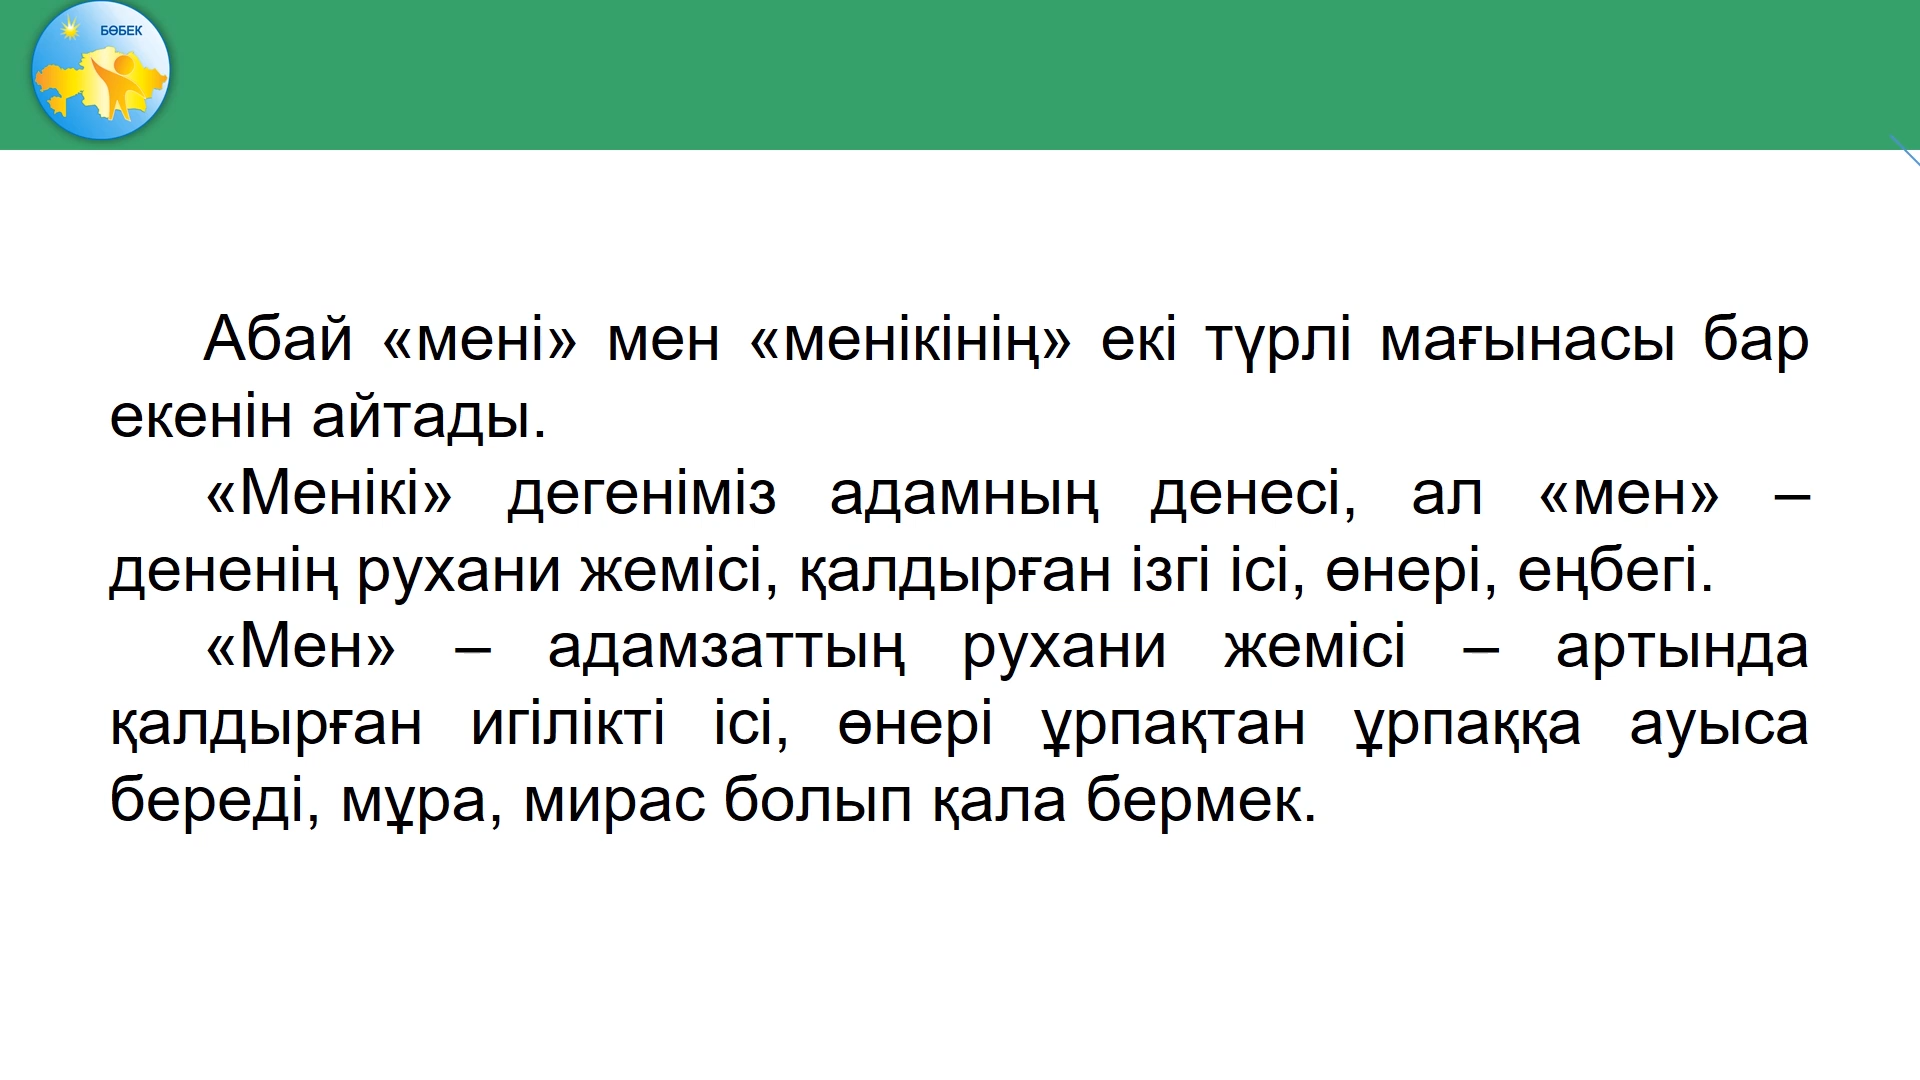 БӨБЕК
Абай «мені» мен «менікінің» екі түрлі мағынасы бар
екенін айтады.
«Менікі» дегеніміз адамның денесі, ал «мен» –
дененің рухани жемісі, қалдырған ізгі ісі, өнері, еңбегі.
«Мен» – адамзаттың рухани жемісі – артында
қалдырған игілікті ісі, өнері ұрпақтан ұрпаққа ауыса
береді, мұра, мирас болып қала бермек.